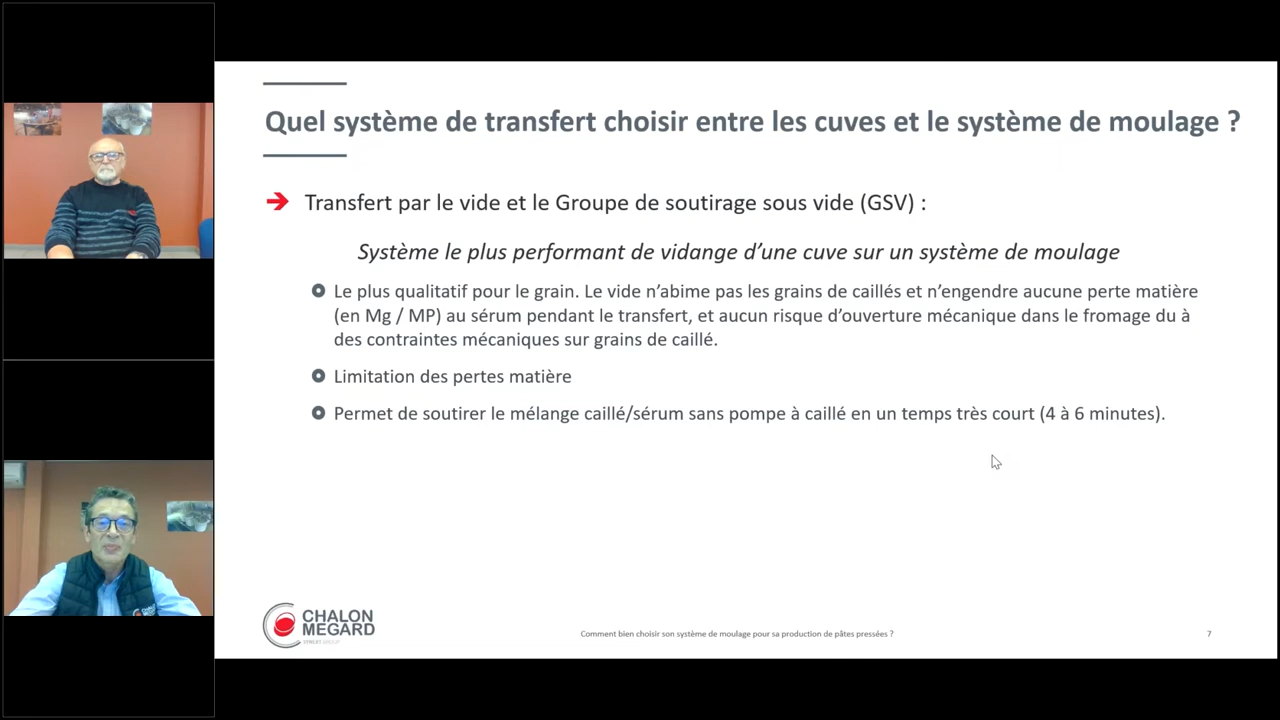 Quel système de transfert choisir entre les cuves et le système de moulage ?
Transfert par le vide et le Groupe de soutirage sous vide (GSV) :
Système le plus performant de vidange d’une cuve sur un système de moulage
Le plus qualitatif pour le grain. Le vide n’abime pas les grains de caillés et n’engendre aucune perte matière
(en Mg / MP) au sérum pendant le transfert, et aucun risque d’ouverture mécanique dans le fromage du à
des contraintes mécaniques sur grains de caillé.
Limitation des pertes matière
Permet de soutirer le mélange caillé/sérum sans pompe à caillé en un temps très court (4 à 6 minutes).
CHALON
MEGARD
Comment bien choisir son système de moulage pour sa production de pâtes pressées ?
7